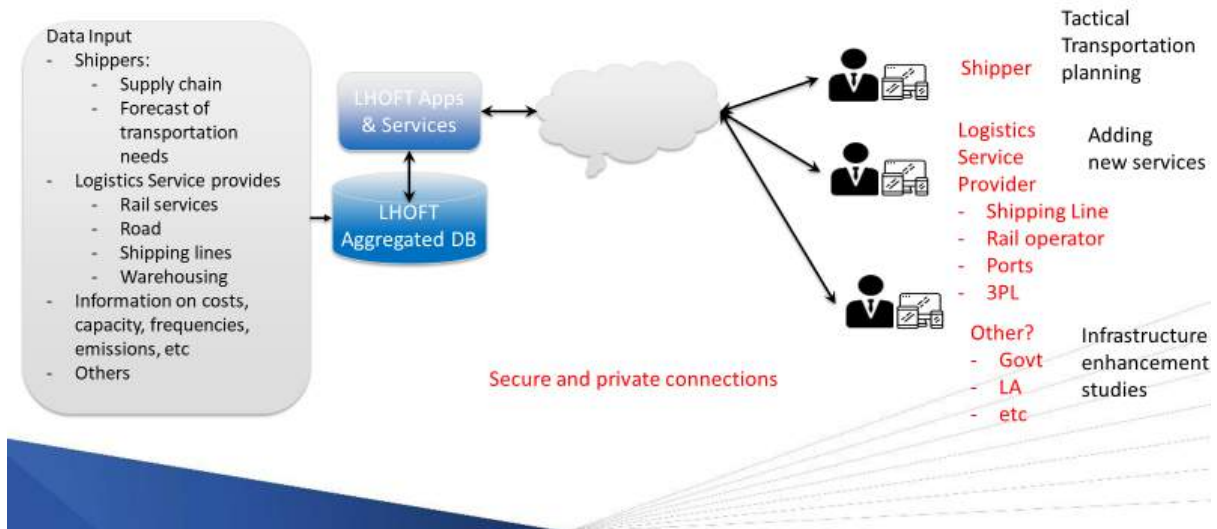 Data Input
- Shippers:
- Supply chain
- Forecast of
transportation
needs
- Logistics Service provides
- Rail services
- Road
- Shipping lines
- Warehousing
- Information on costs,
capacity, frequencies,
emissions, etc
- Others
LHOFT Apps
& Services
LHOFT
Aggregated DB
Secure and private connections
Shipper
Tactical
Transportation
planning
Logistics
Service
Provider
- Shipping Line
- Rail operator
- Ports
- 3PL
Adding
new services
Other?
- Govt
- LA
- etc
Infrastructure
enhancement
studies